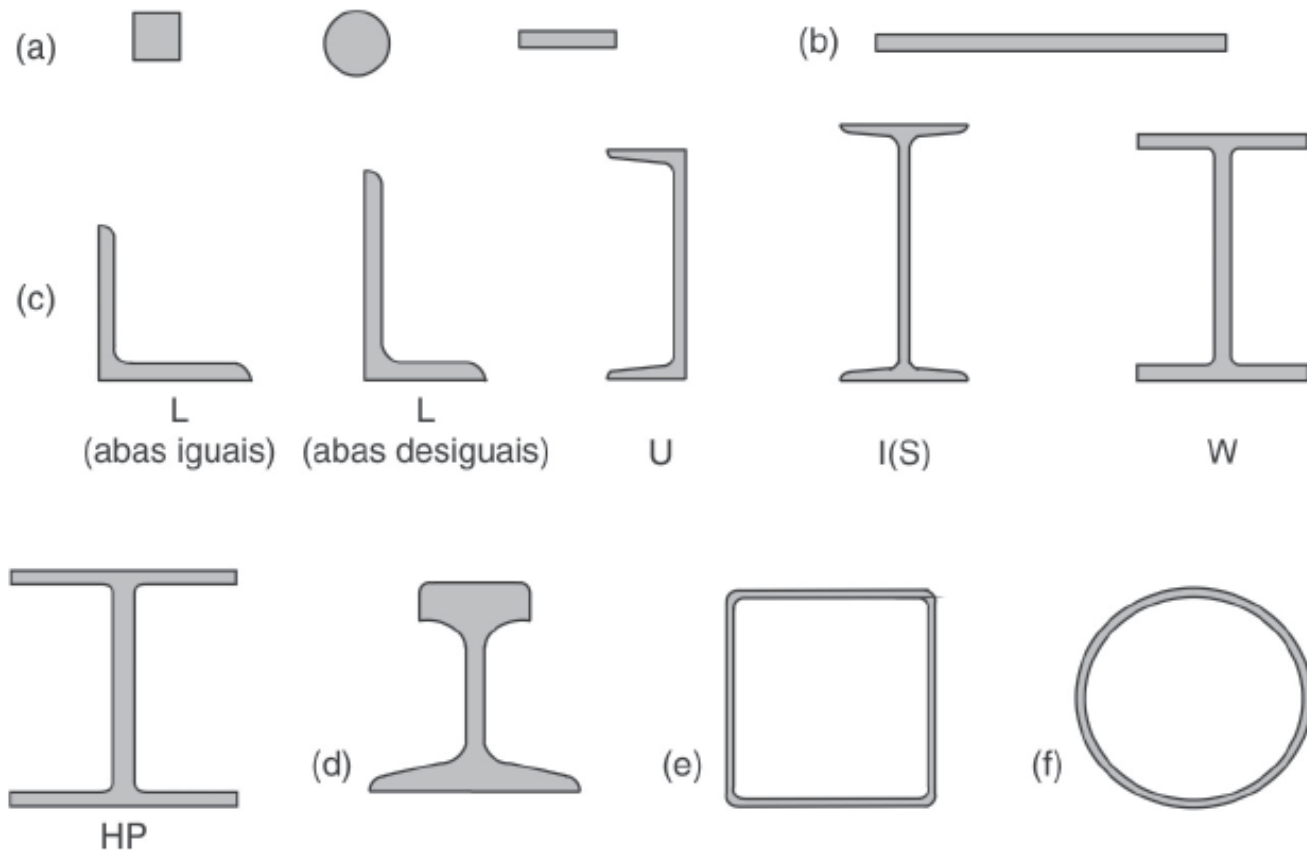 (a)
(b)
(c)
L
(abas iguais)
L
(abas desiguais)
U
I(S)
W
HP
(d)
(e)
(f)